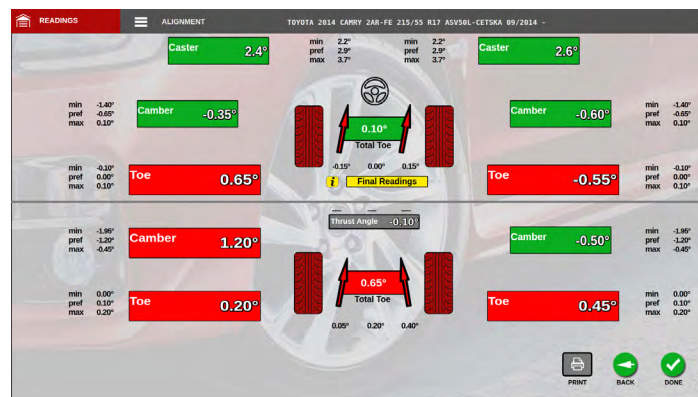 READINGS
ALIGNMENT
TOYOTA 2014 CAMRY 2AR-FE 215/55 R17 ASV50L-CETSKA 09/2014 -
Caster 2.4°
min 2.2°
pref 2.9°
max 3.7°
min 2.2°
pref 2.9°
max 3.7°
Caster 2.6°
min -1.40°
pref -0.65°
max 0.10°
Camber -0.35°
0.10°
Total Toe
Camber -0.60°
min -1.40°
pref -0.65°
max 0.10°
min -0.10°
pref 0.00°
max 0.10°
Toe 0.65°
-0.15° 0.00° 0.15°
i Final Readings
Toe -0.55°
min -0.10°
pref 0.00°
max 0.10°
Thrust Angle -0.10°
min -1.95°
pref -1.20°
max -0.45°
Camber 1.20°
Camber -0.50°
min -1.95°
pref -1.20°
max -0.45°
0.65°
Total Toe
min 0.00°
pref 0.10°
max 0.20°
Toe 0.20°
0.05° 0.20° 0.40°
Toe 0.45°
min 0.00°
pref 0.10°
max 0.20°
PRINT
BACK
DONE